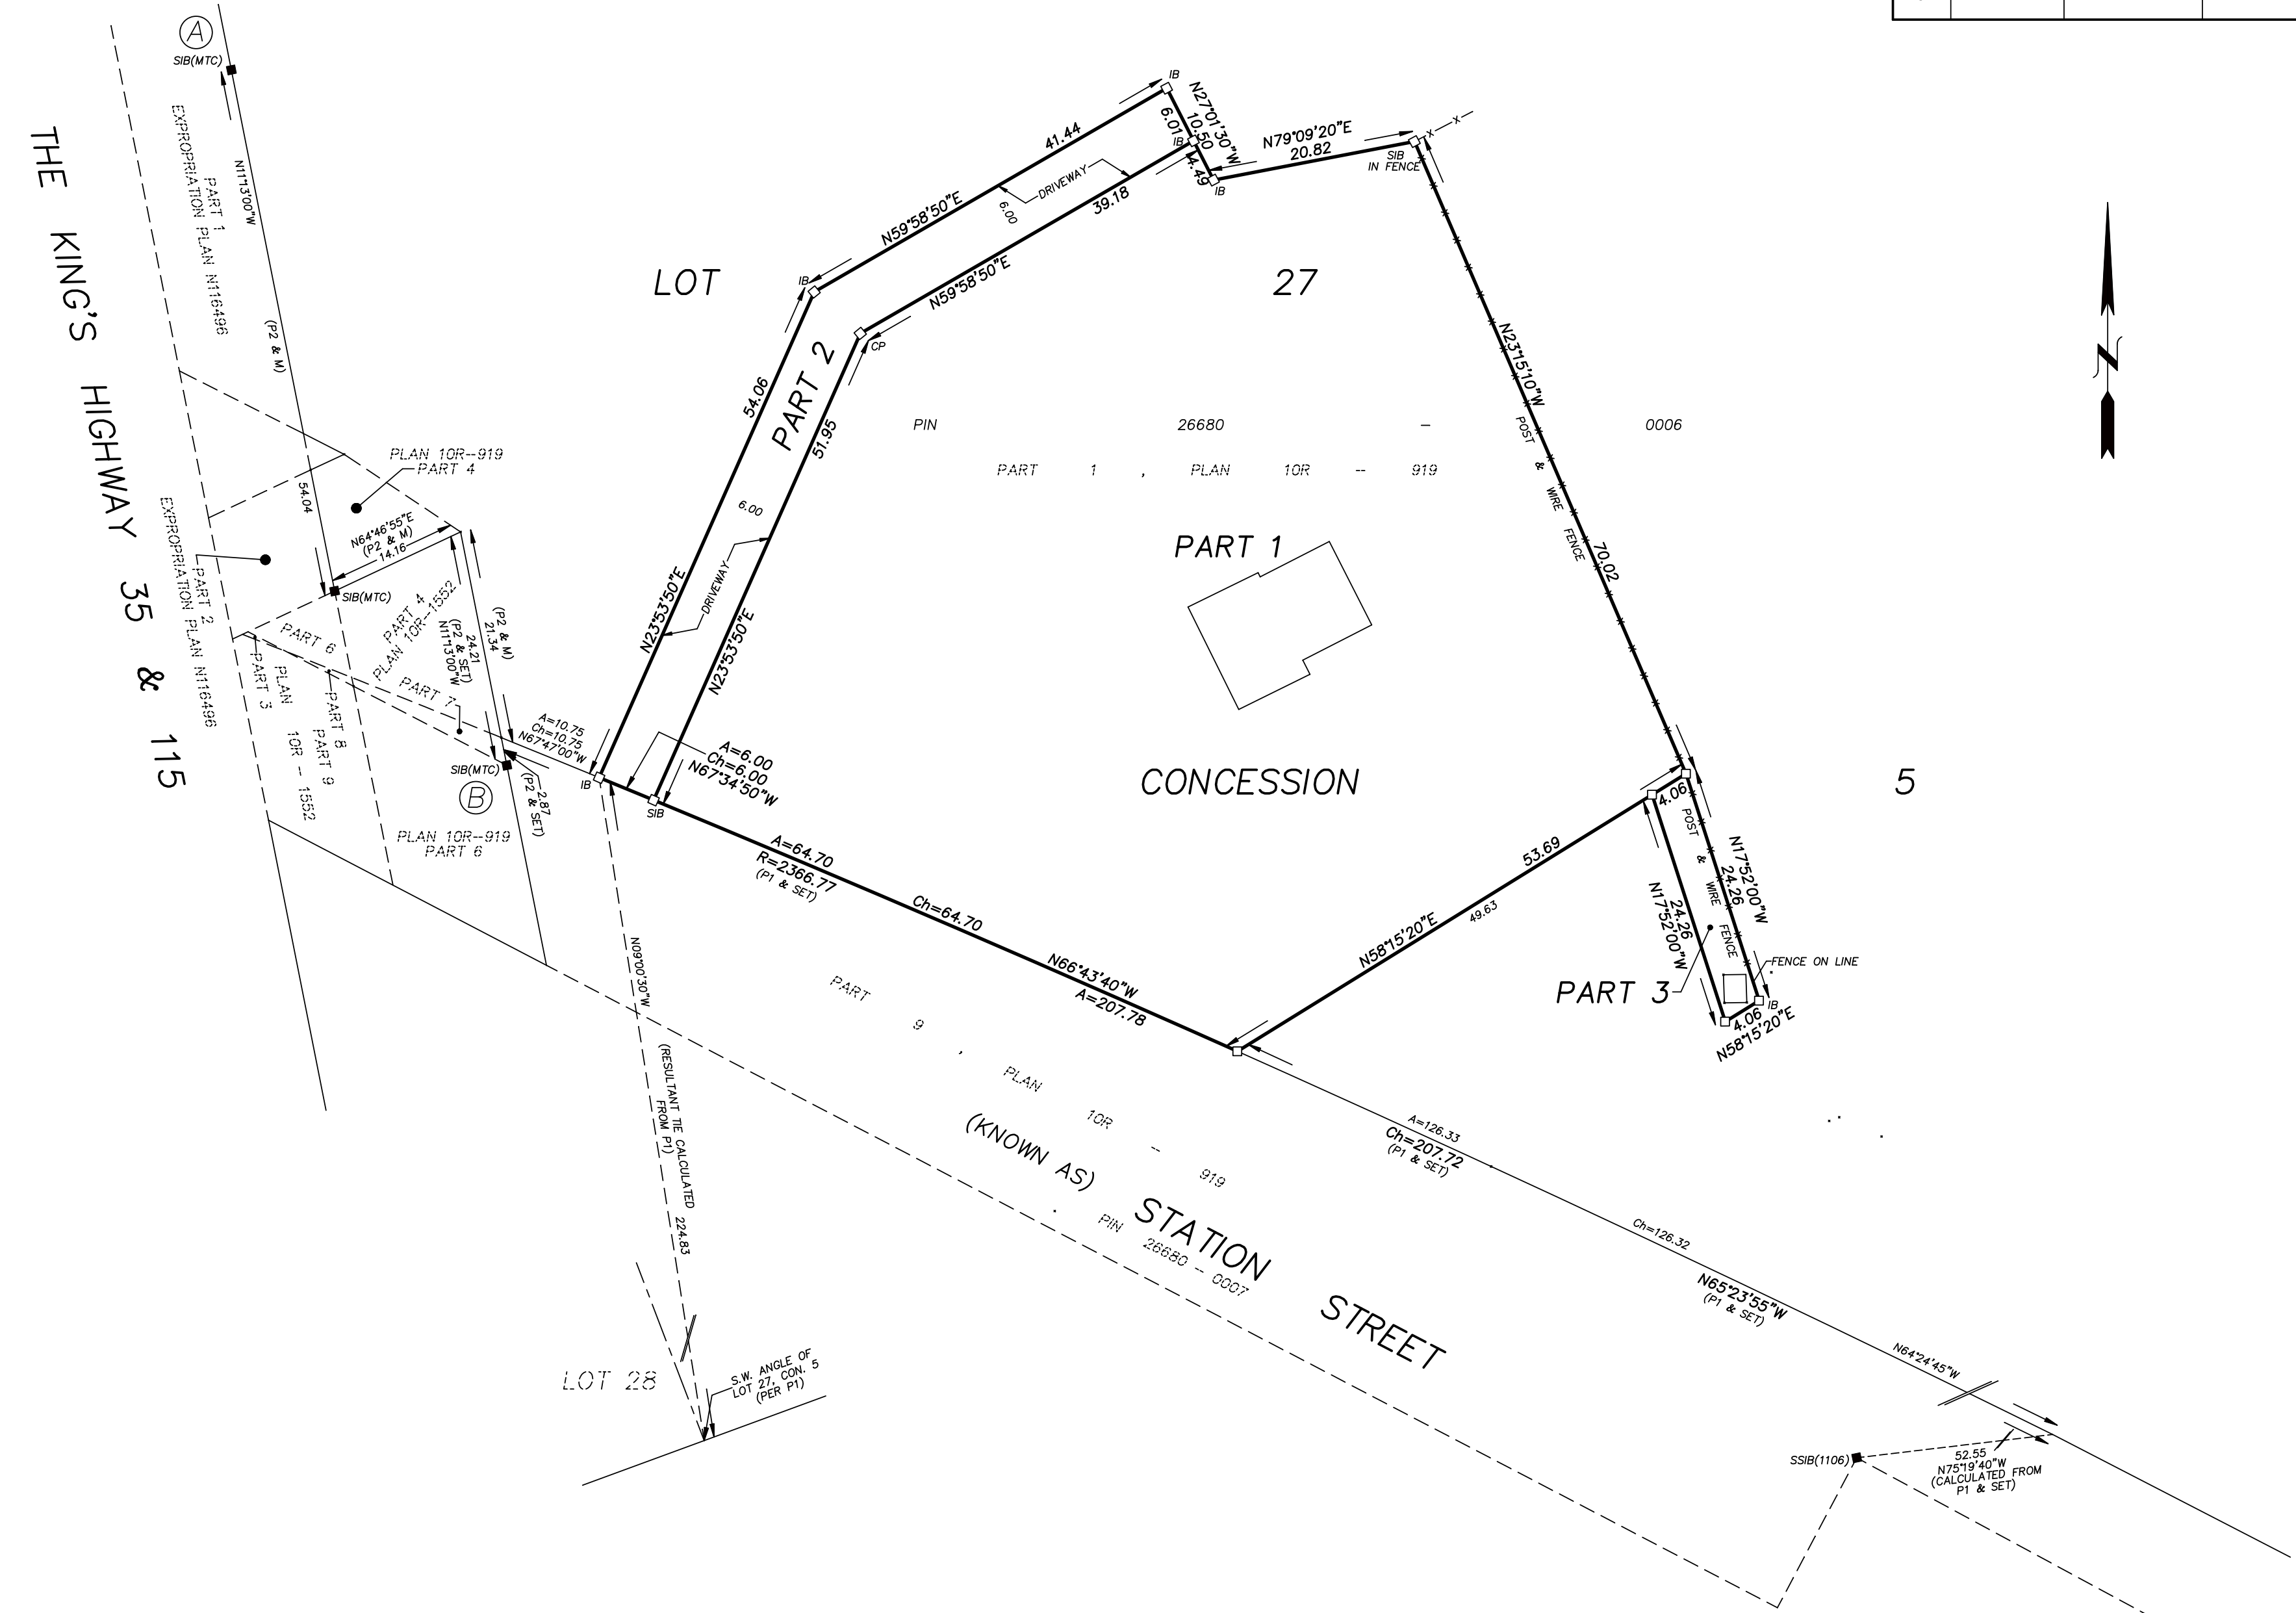 A
SIB(MTC)
THE KING'S HIGHWAY 35 & 115
PART 1
EXPROPRIATION PLAN N116496
N11°13'00"W
(P2 & M)
54.04
PLAN 10R--919
PART 4
N64°46'55"E
(P2 & M)
14.16
SIB(MTC)
PART 2
EXPROPRIATION PLAN N116496
PART 6
PART 4
PLAN 10R--1552
(P2 & M)
21.34
24.21
(P2 & SET)
N11°13'00"W
PART 3
PLAN
10R -- 1552
PART 8
PART 9
PART 7
SIB(MTC)
B
2.87
(P2 & SET)
PLAN 10R--919
PART 6
A=10.75
Ch=10.75
N67°47'00"W
IB
LOT 27
IB
41.44
N59°58'50"E
DRIVEWAY
6.00
39.18
N59°58'50"E
IB
IB
N27°01'30"W
10.50
6.01
4.49
IB
N79°09'20"E
20.82
SIB
IN FENCE
X X
CP
54.06
N23°53'50"E
PART 2
51.95
6.00
DRIVEWAY
N23°53'50"E
PIN 26680 - 0006
PART 1 , PLAN 10R -- 919
PART 1
N23°15'10"W
POST & WIRE FENCE
70.02
N
CONCESSION 5
A=6.00
Ch=6.00
N67°34'50"W
SIB
A=64.70
R=2366.77
(P1 & SET)
Ch=64.70
N66°43'40"W
A=207.78
53.69
N58°15'20"E
49.63
4.06
POST & WIRE FENCE
N17°52'00"W
24.26
24.26
N17°52'00"W
FENCE ON LINE
PART 3
IB
4.06
N58°15'20"E
N09°00'30"W
(RESULTANT TIE CALCULATED
FROM P1)
224.83
PART 9 , PLAN 10R -- 919
(KNOWN AS) STATION STREET
PIN 26680 -- 0007
A=126.33
Ch=207.72
(P1 & SET)
Ch=126.32
N65°23'55"W
(P1 & SET)
N64°24'45"W
LOT 28
S.W. ANGLE OF
LOT 27, CON. 5
(PER P1)
SSIB(1106)
52.55
N75°19'40"W
(CALCULATED FROM
P1 & SET)